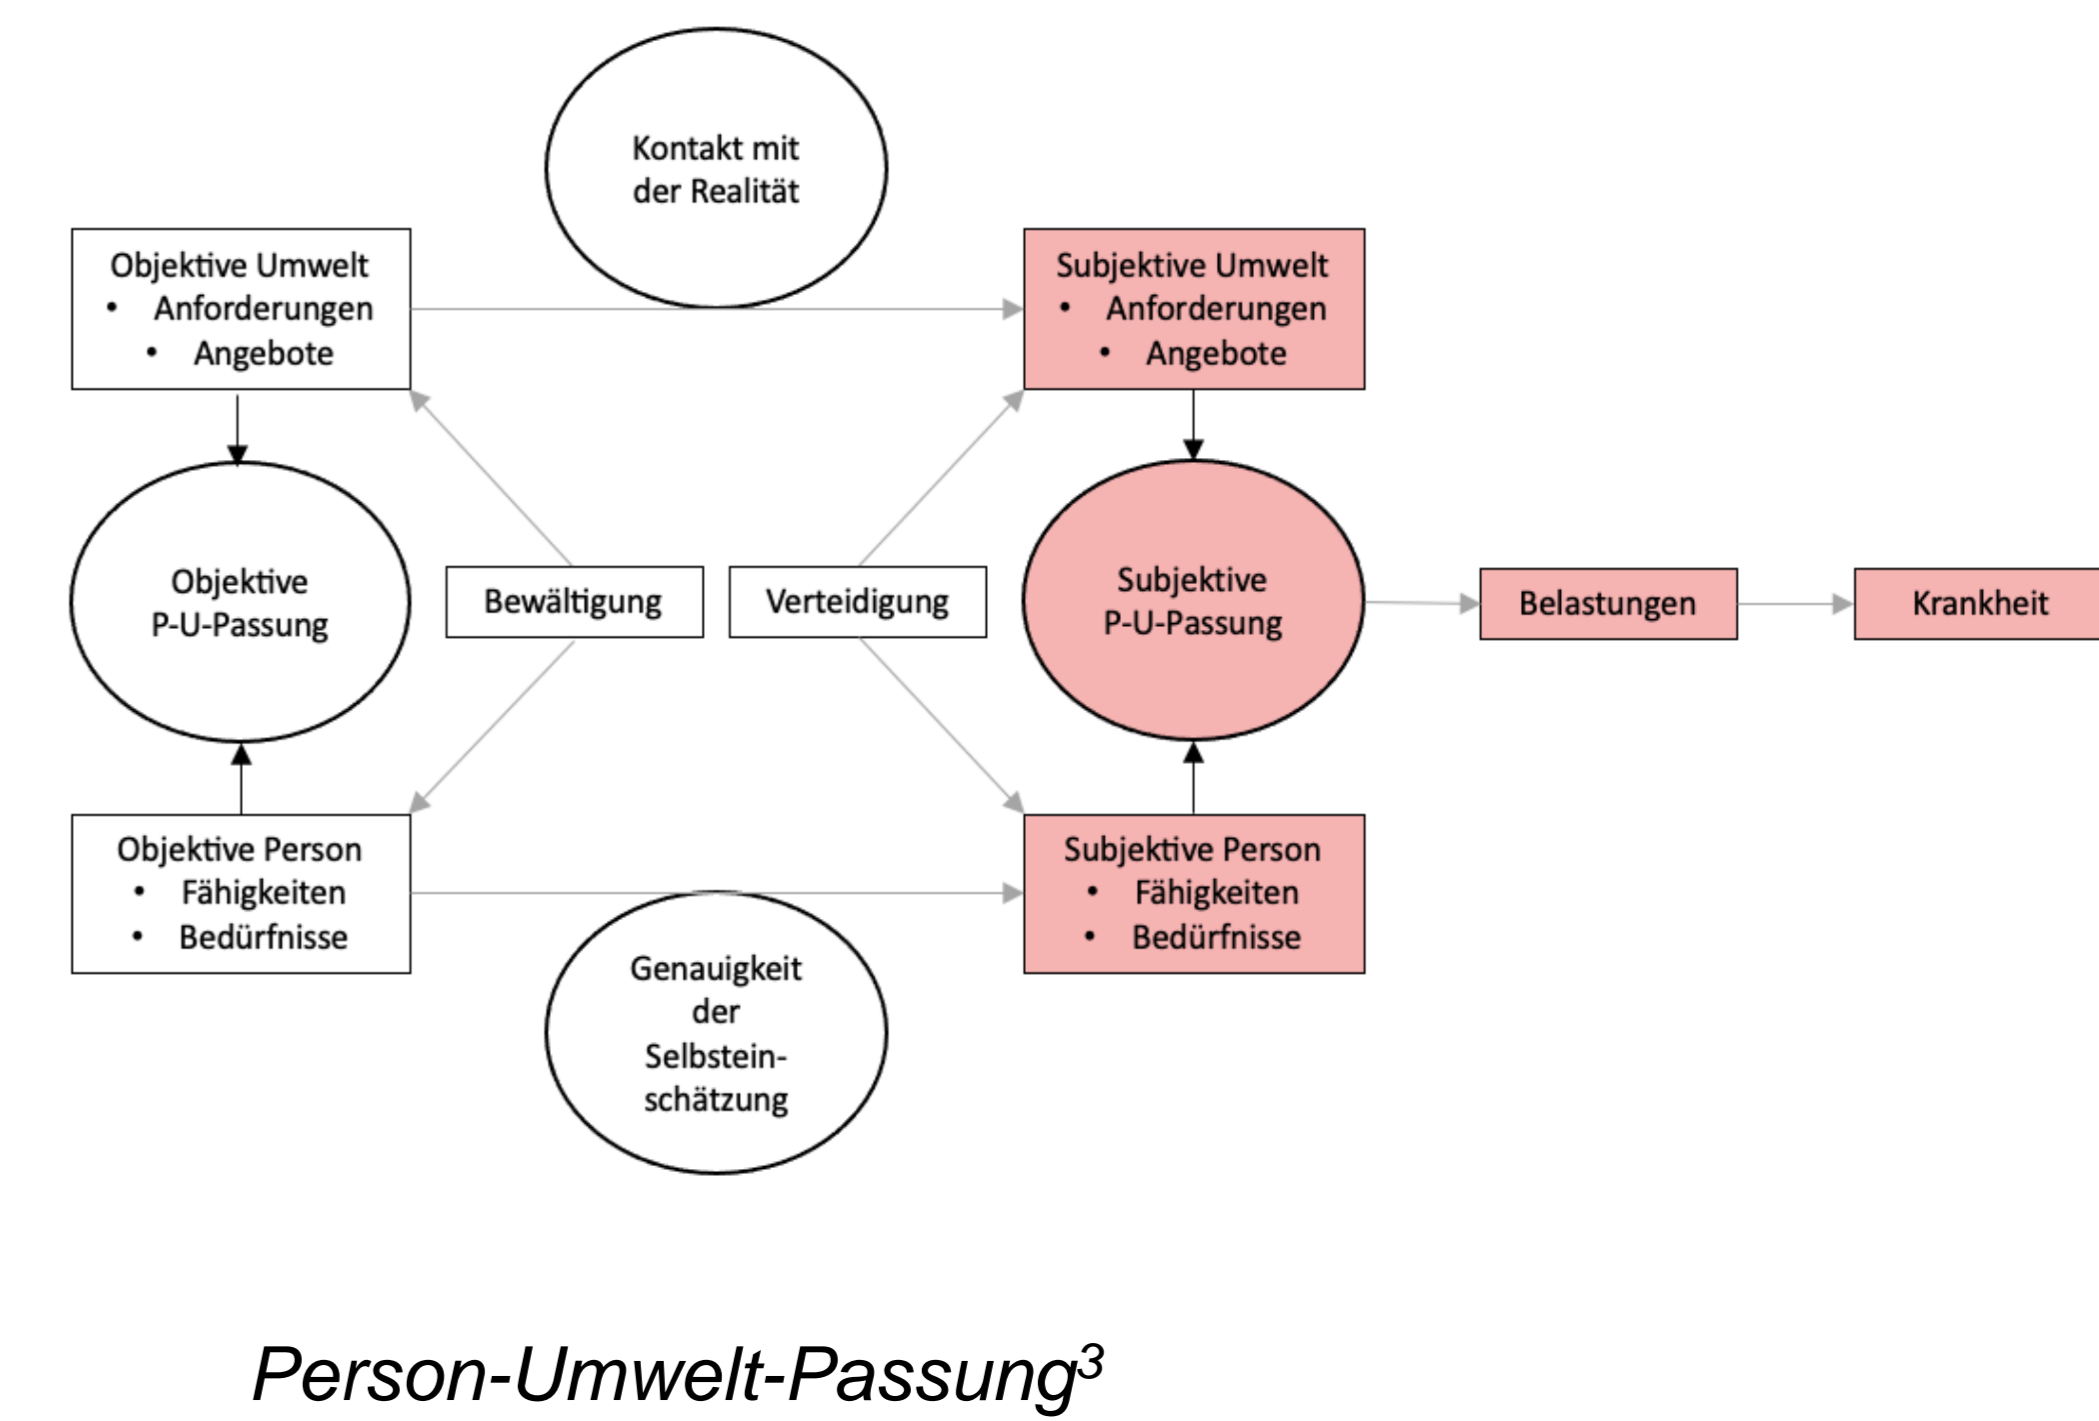 Kontakt mit
der Realität
Objektive Umwelt
• Anforderungen
• Angebote
Subjektive Umwelt
• Anforderungen
• Angebote
Objektive
P-U-Passung
Bewältigung
Verteidigung
Subjektive
P-U-Passung
Belastungen
Krankheit
Objektive Person
• Fähigkeiten
• Bedürfnisse
Subjektive Person
• Fähigkeiten
• Bedürfnisse
Genauigkeit
der
Selbstein-
schätzung
Person-Umwelt-Passung³